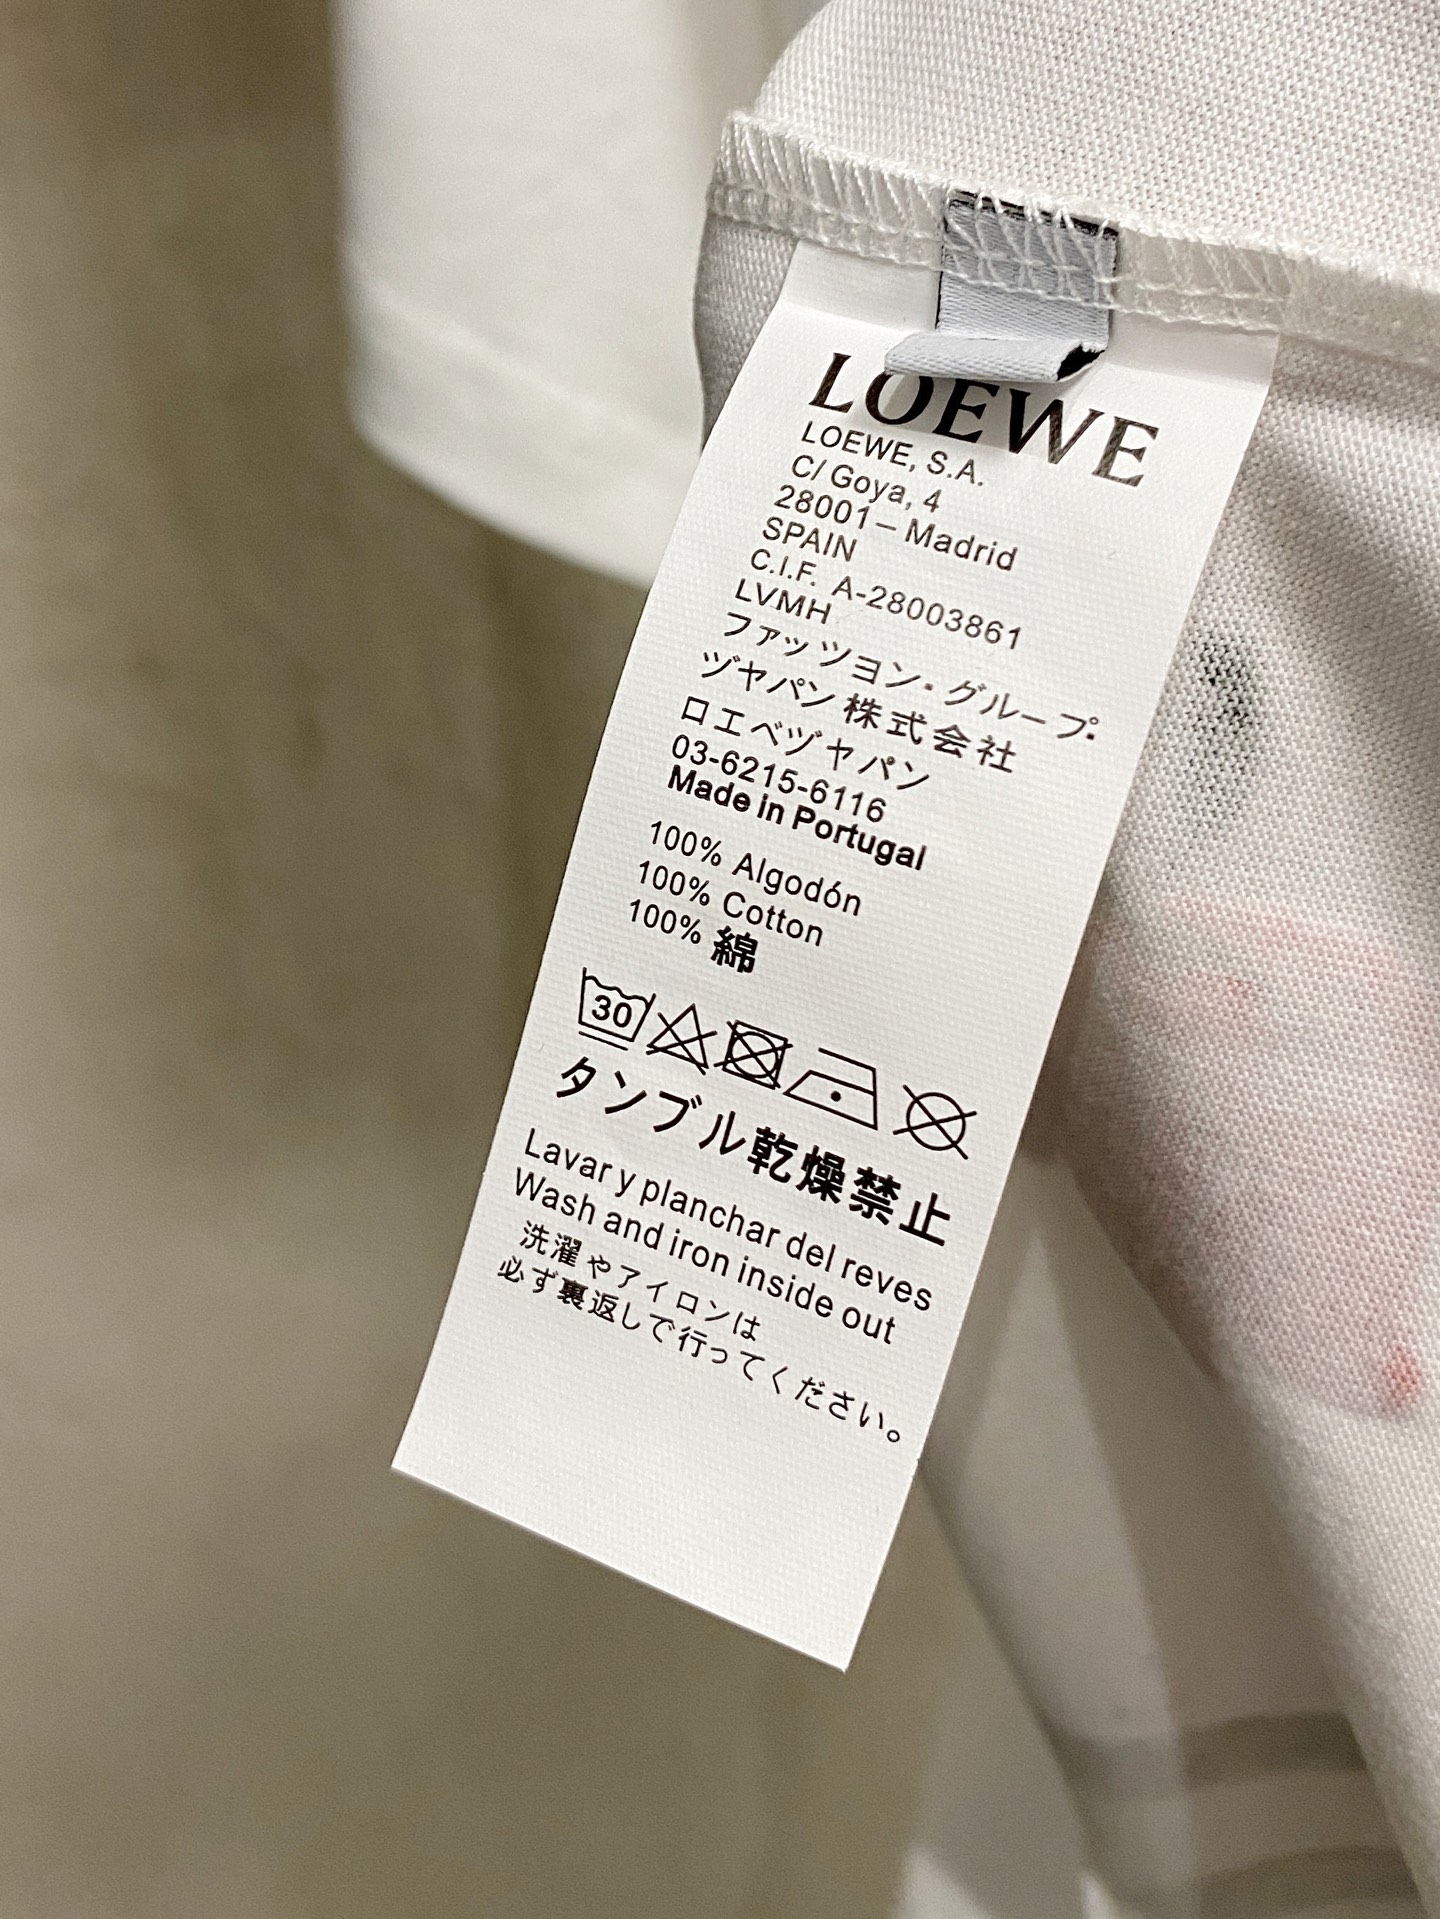 LOEWE
LOEWE, S.A.
C/ Goya, 4
28001 – Madrid
SPAIN
C.I.F. A-28003861
LVMH
ファッツヨン・グループ・
ヅヤパン株式会社
ロエベヅヤパン
03-6215-6116
Made in Portugal
100% Algodón
100% Cotton
100% 綿
30
タンブル乾燥禁止
Lavar y planchar del reves
Wash and iron inside out
洗濯やアイロンは
必ず裏返しで行ってください。